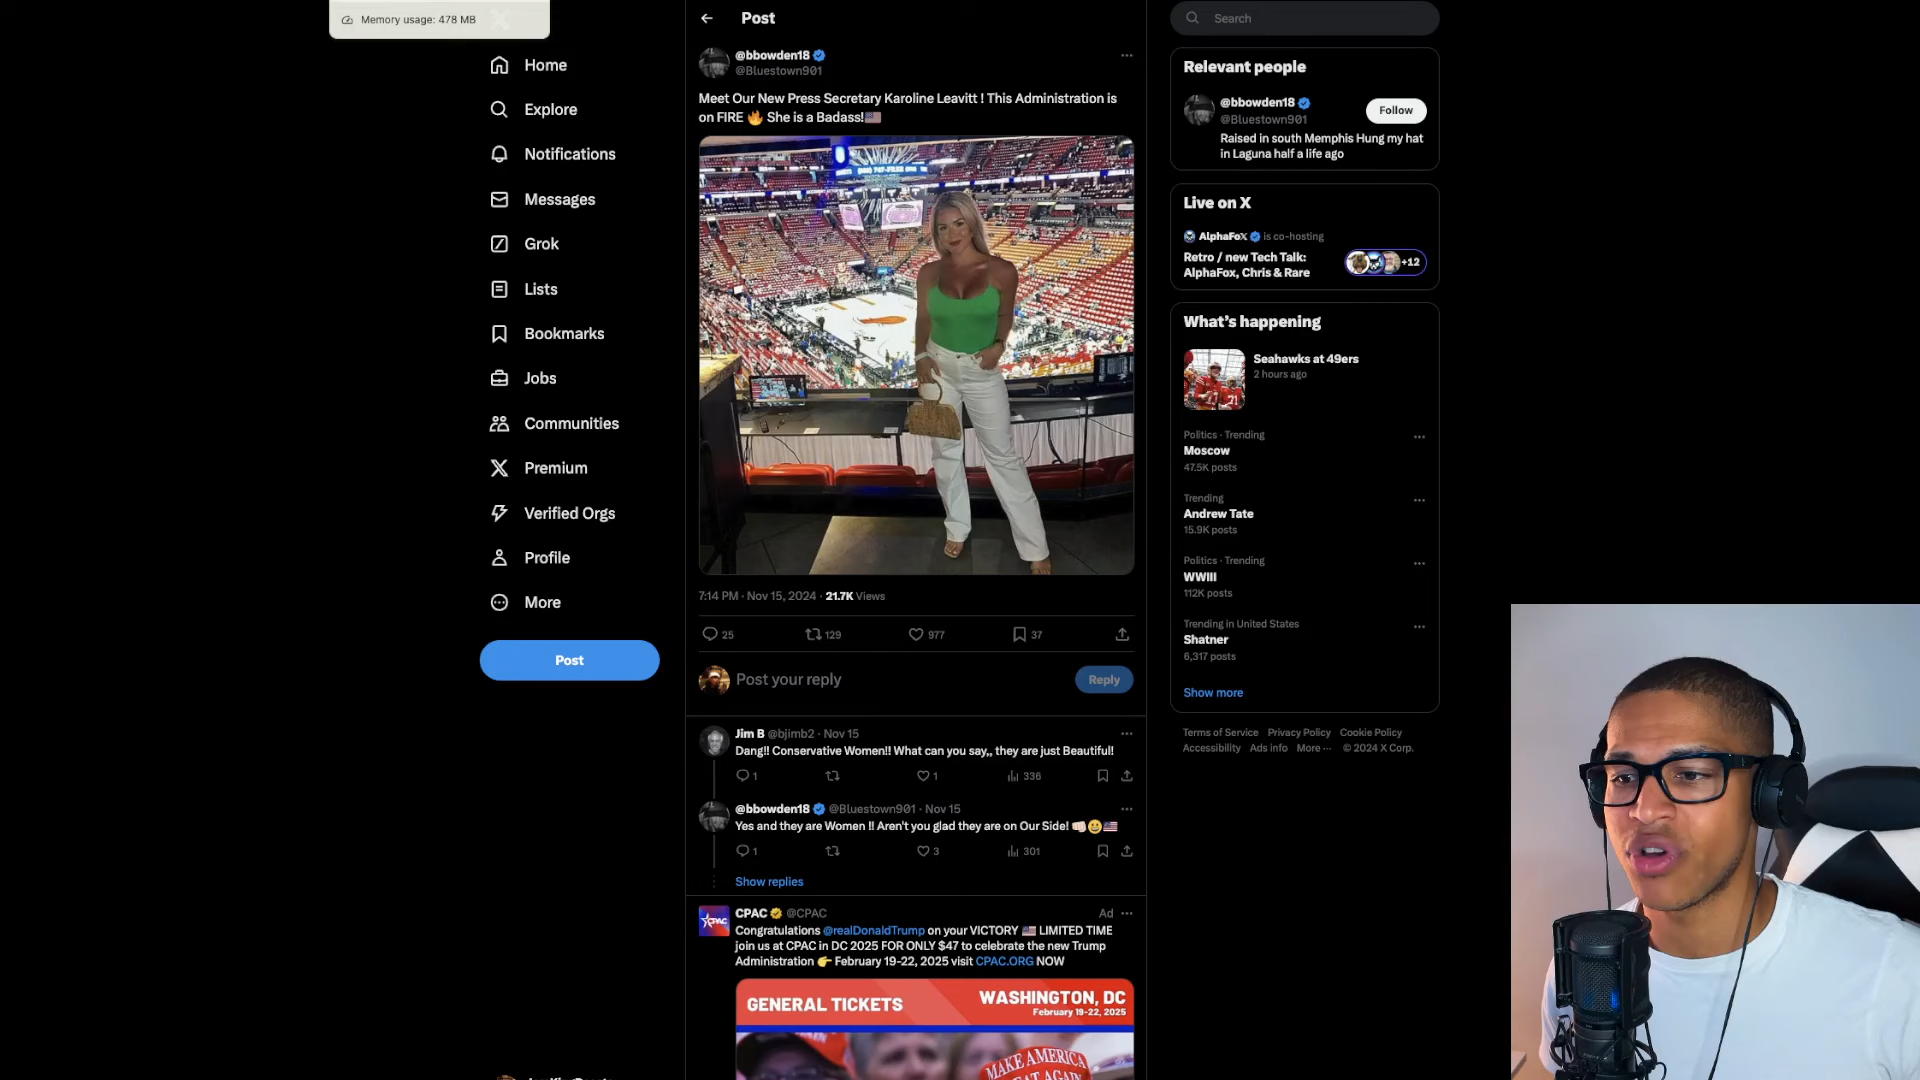 Memory usage: 478 MB
Home
Explore
Notifications
Messages
Grok
Lists
Bookmarks
Jobs
Communities
Premium
Verified Orgs
Profile
More
Post
Post
@bbowden18
@Bluestown901
Meet Our New Press Secretary Karoline Leavitt ! This Administration is
on FIRE 🔥 She is a Badass!🇺🇸
7:14 PM · Nov 15, 2024 · 21.7K Views
25
129
977
37
Post your reply
Reply
Jim B @bjimb2 · Nov 15
Dang!! Conservative Women!! What can you say,, they are just Beautiful!
1
1
336
@bbowden18 @Bluestown901 · Nov 15
Yes and they are Women !! Aren't you glad they are on Our Side! 👊🏻😀🇺🇸
1
3
301
Show replies
CPAC @CPAC
Ad
Congratulations @realDonaldTrump on your VICTORY 🇺🇸 LIMITED TIME
join us at CPAC in DC 2025 FOR ONLY $47 to celebrate the new Trump
Administration 👉 February 19-22, 2025 visit CPAC.ORG NOW
CPAC
GENERAL TICKETS
WASHINGTON, DC
February 19-22, 2025
MAKE AMERICA
Search
Relevant people
@bbowden18
@Bluestown901
Follow
Raised in south Memphis Hung my hat
in Laguna half a life ago
Live on X
AlphaFoX is co-hosting
Retro / new Tech Talk:
AlphaFox, Chris & Rare
+12
What's happening
Seahawks at 49ers
2 hours ago
Politics · Trending
Moscow
47.5K posts
Trending
Andrew Tate
15.9K posts
Politics · Trending
WWIII
112K posts
Trending in United States
Shatner
6,317 posts
Show more
Terms of Service Privacy Policy Cookie Policy
Accessibility Ads info More ··· © 2024 X Corp.